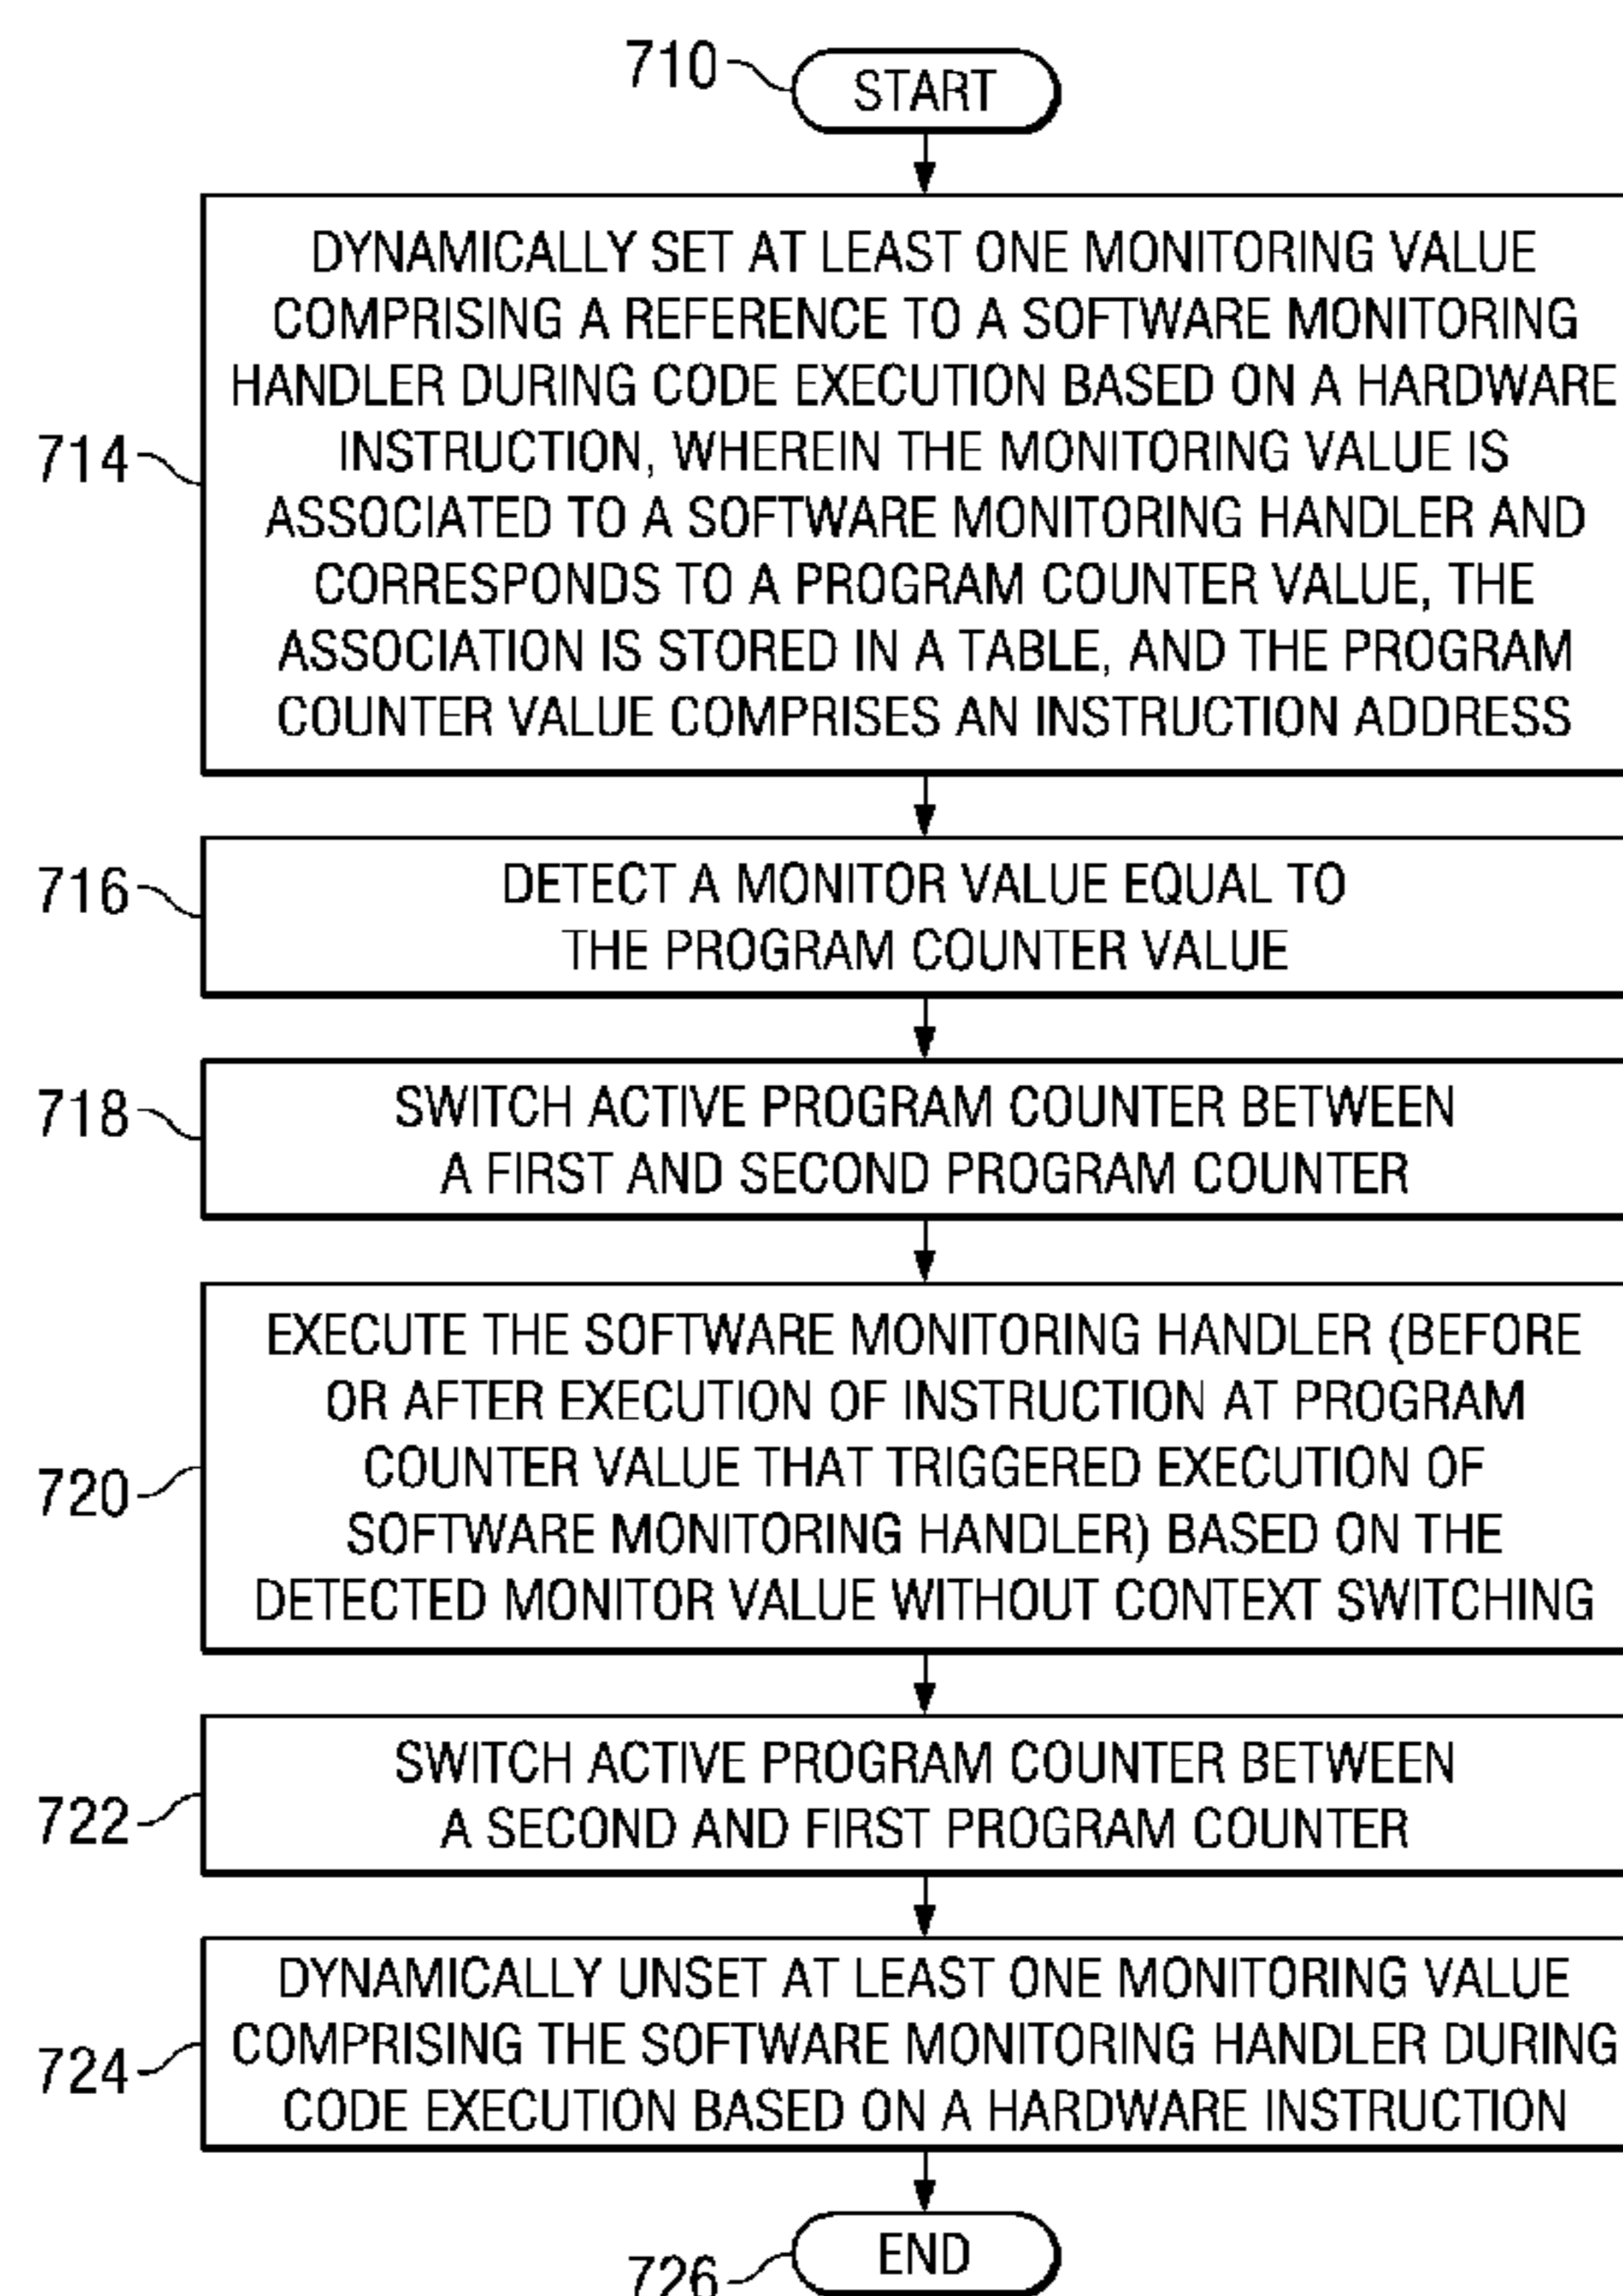 710
START
DYNAMICALLY SET AT LEAST ONE MONITORING VALUE
COMPRISING A REFERENCE TO A SOFTWARE MONITORING
HANDLER DURING CODE EXECUTION BASED ON A HARDWARE
INSTRUCTION, WHEREIN THE MONITORING VALUE IS
ASSOCIATED TO A SOFTWARE MONITORING HANDLER AND
CORRESPONDS TO A PROGRAM COUNTER VALUE, THE
ASSOCIATION IS STORED IN A TABLE, AND THE PROGRAM
COUNTER VALUE COMPRISES AN INSTRUCTION ADDRESS
714
716
DETECT A MONITOR VALUE EQUAL TO
THE PROGRAM COUNTER VALUE
718
SWITCH ACTIVE PROGRAM COUNTER BETWEEN
A FIRST AND SECOND PROGRAM COUNTER
720
EXECUTE THE SOFTWARE MONITORING HANDLER (BEFORE
OR AFTER EXECUTION OF INSTRUCTION AT PROGRAM
COUNTER VALUE THAT TRIGGERED EXECUTION OF
SOFTWARE MONITORING HANDLER) BASED ON THE
DETECTED MONITOR VALUE WITHOUT CONTEXT SWITCHING
722
SWITCH ACTIVE PROGRAM COUNTER BETWEEN
A SECOND AND FIRST PROGRAM COUNTER
724
DYNAMICALLY UNSET AT LEAST ONE MONITORING VALUE
COMPRISING THE SOFTWARE MONITORING HANDLER DURING
CODE EXECUTION BASED ON A HARDWARE INSTRUCTION
726
END